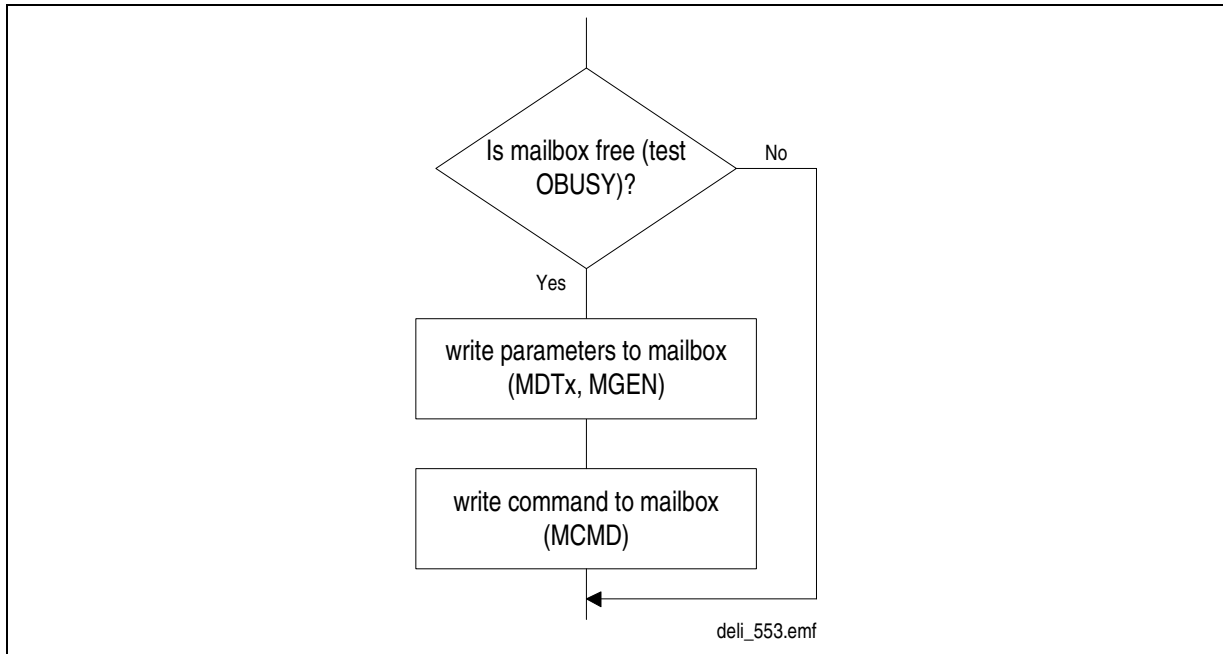 Is mailbox free (test
OBUSY)?
No
Yes
write parameters to mailbox
(MDTx, MGEN)
write command to mailbox
(MCMD)
deli_553.emf